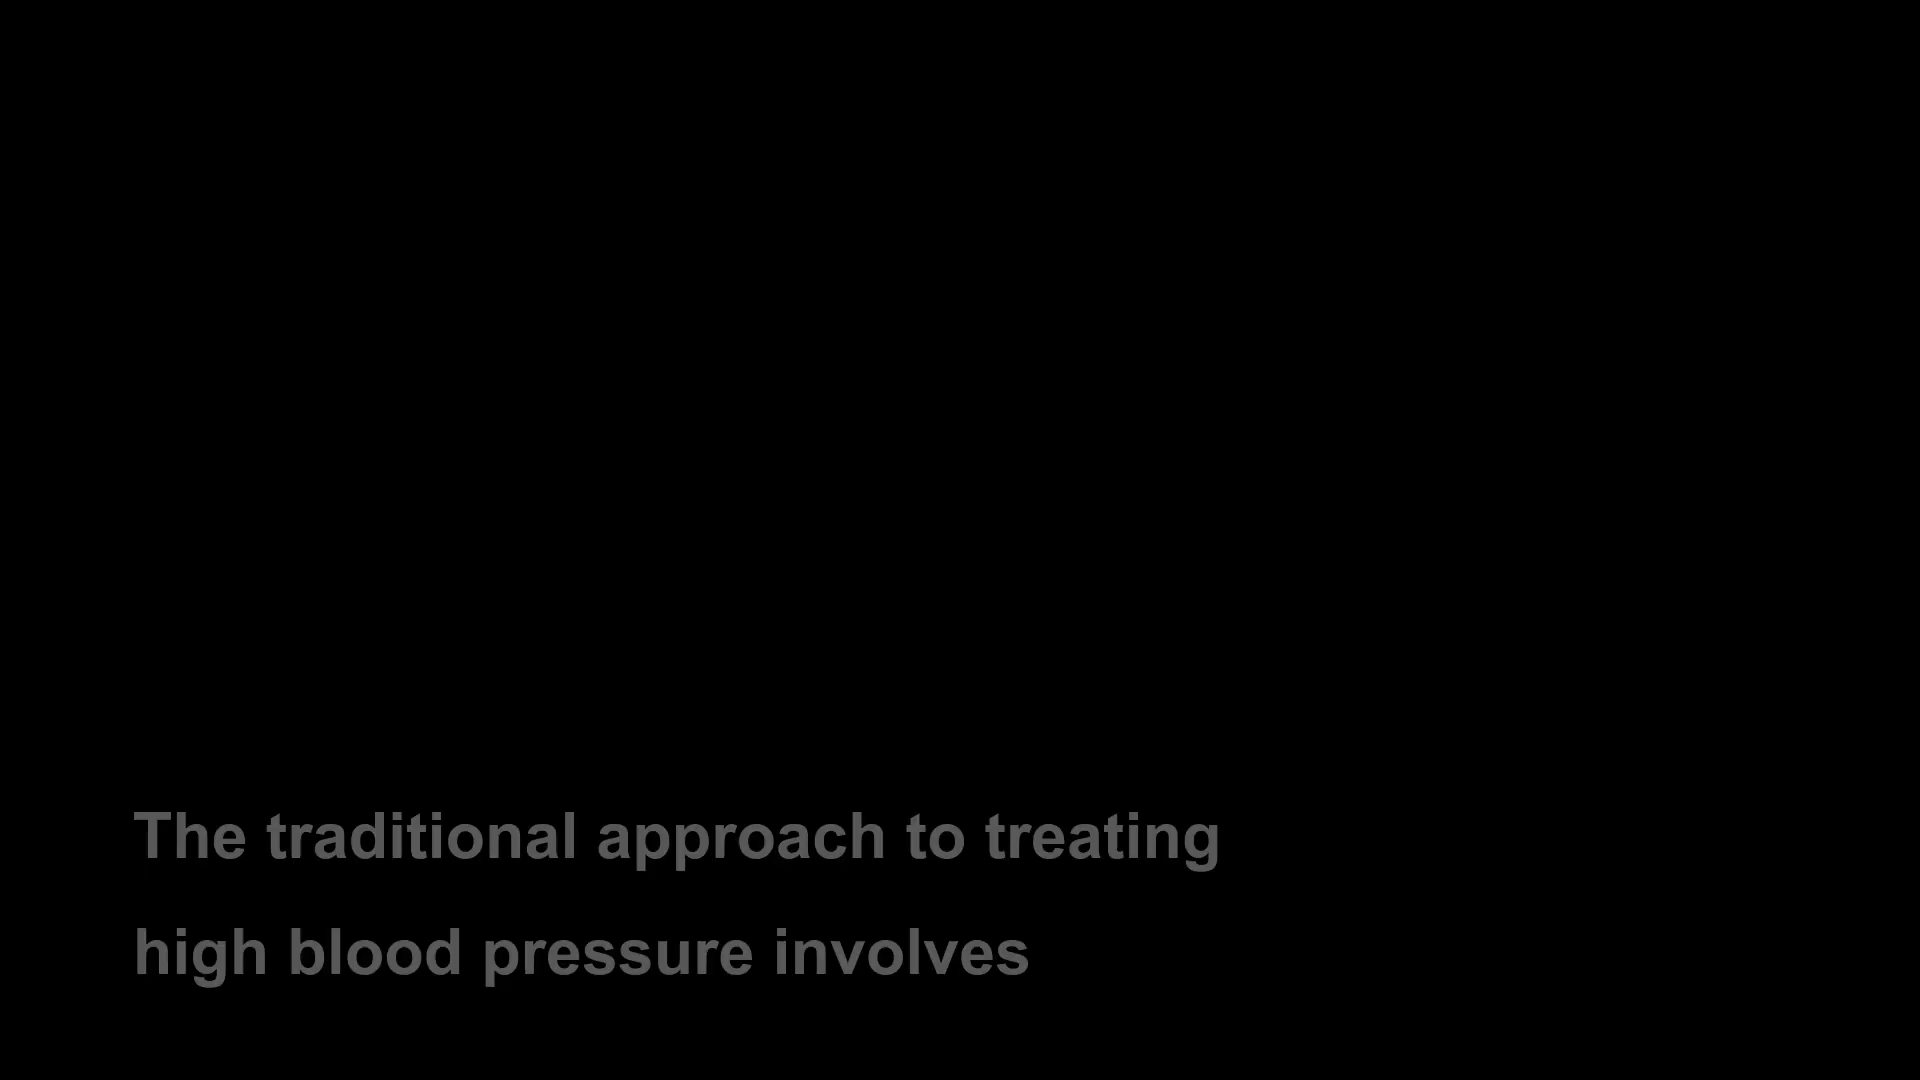 The traditional approach to treating
high blood pressure involves